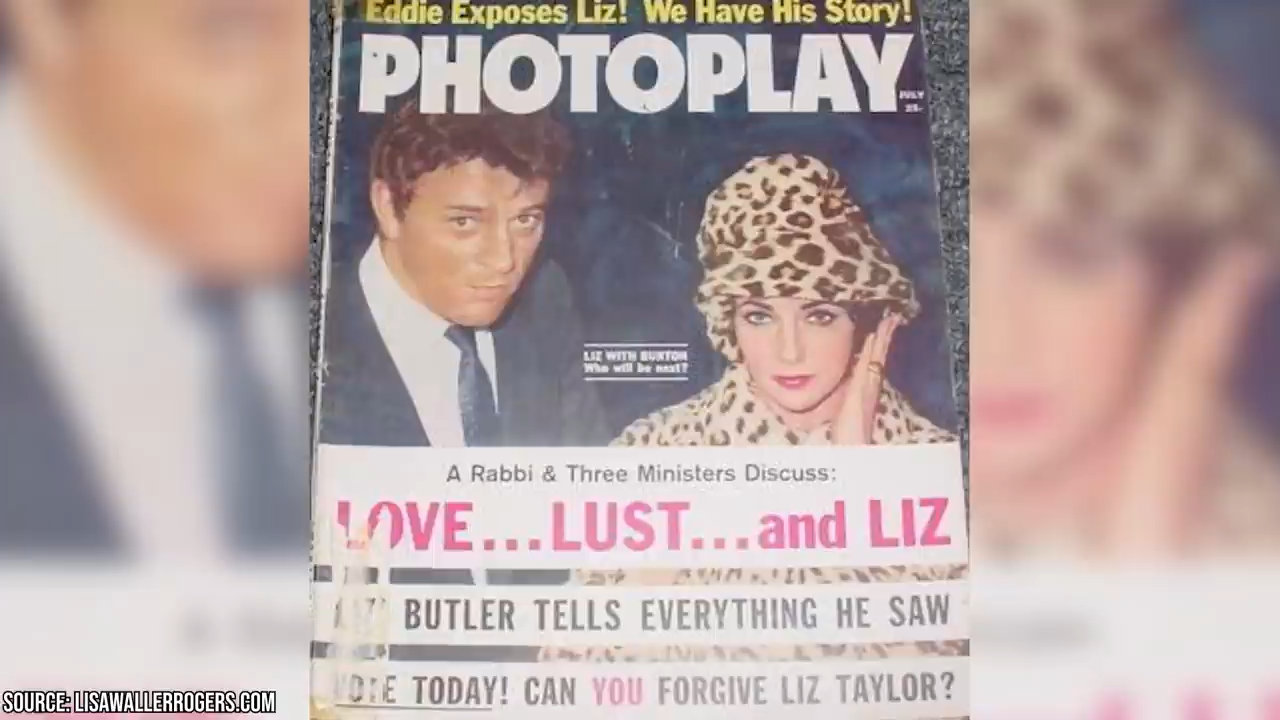 Eddie Exposes Liz! We Have His Story!
PHOTOPLAY
JULY
LIZ WITH BURTON
Who will be next?
A Rabbi & Three Ministers Discuss:
LOVE...LUST...and LIZ
BUTLER TELLS EVERYTHING HE SAW
VOTE TODAY! CAN YOU FORGIVE LIZ TAYLOR?
SOURCE: LISAWALLERROGERS.COM